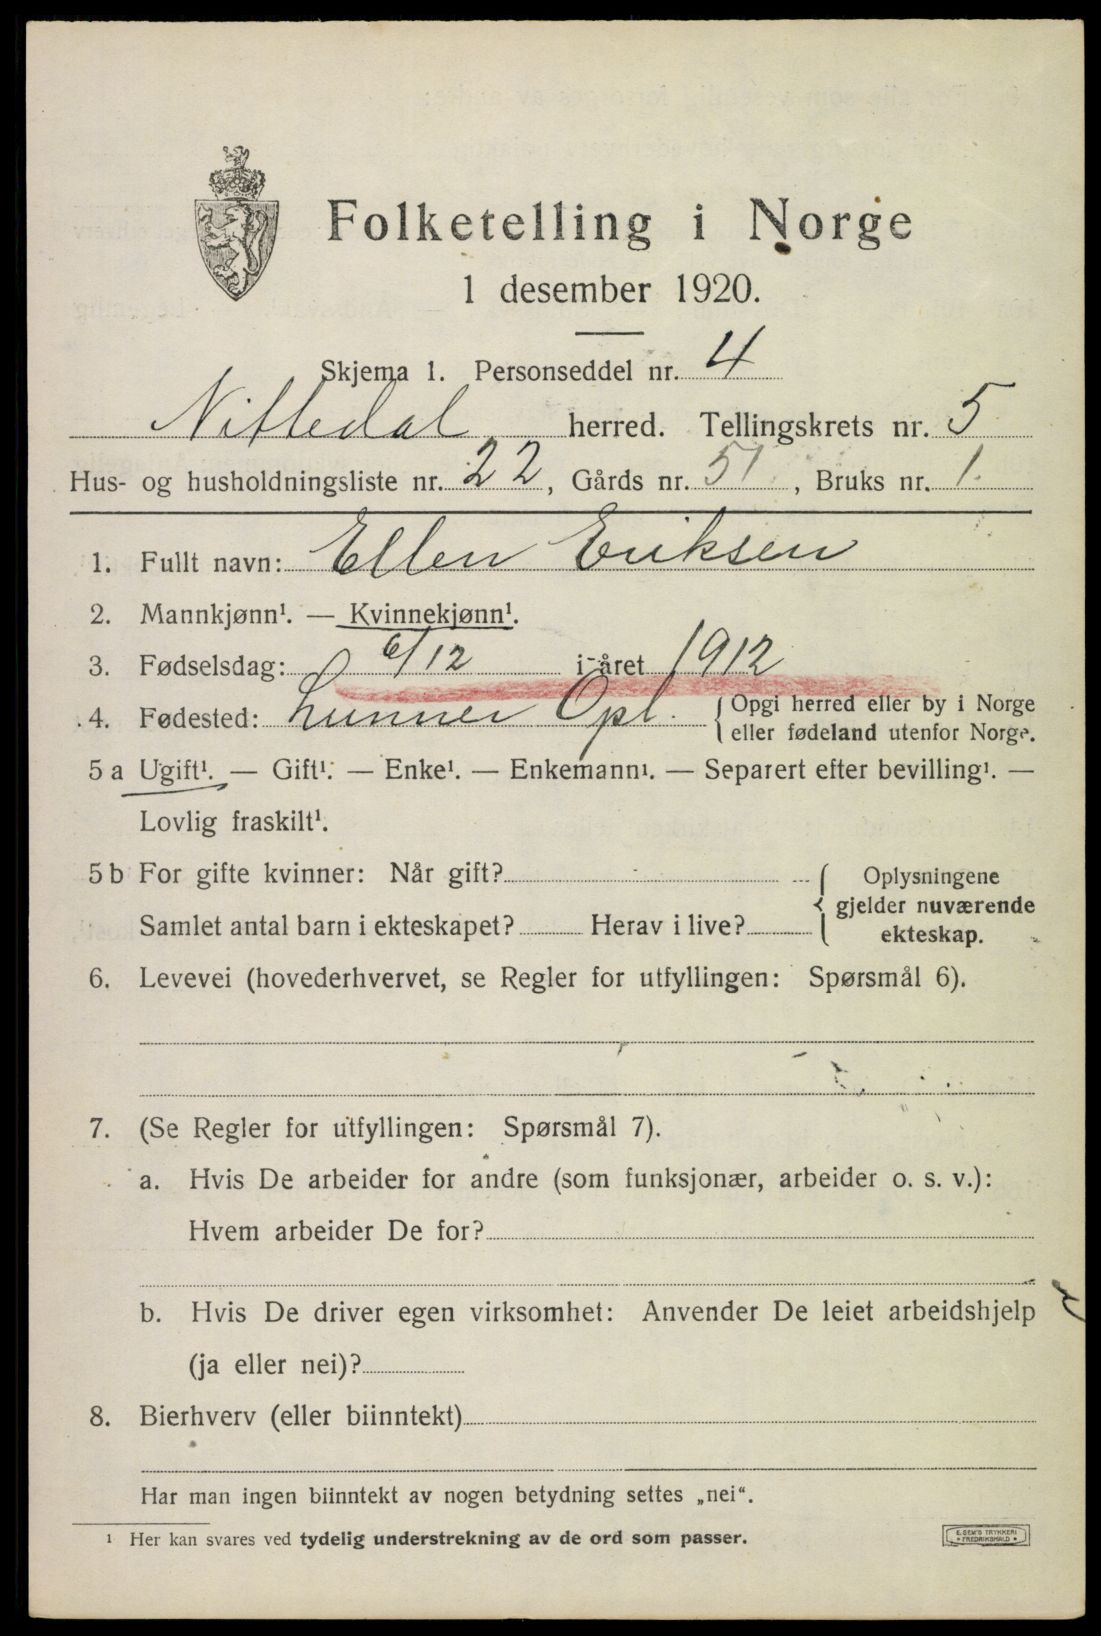 Folketelling i Norge
1 desember 1920.
Skjema 1. Personseddel nr. 4
Nittedal herred. Tellingskrets nr. 5
Hus- og husholdningsliste nr. 22, Gårds nr. 51, Bruks nr. 1.
1. Fullt navn: Ellen Eriksen
2. Mannkjønn¹. — Kvinnekjønn¹.
3. Fødselsdag: 6/12 i året 1912
4. Fødested: Lunner Opl. { Opgi herred eller by i Norge
eller fødeland utenfor Norge.
5 a Ugift¹. — Gift¹. — Enke¹. — Enkemann¹. — Separert efter bevilling¹. —
Lovlig fraskilt¹.
5 b For gifte kvinner: Når gift? { Oplysningene
gjelder nuværende
Samlet antal barn i ekteskapet? Herav i live?
ekteskap.
6. Levevei (hovederhvervet, se Regler for utfyllingen: Spørsmål 6).
7. (Se Regler for utfyllingen: Spørsmål 7).
a. Hvis De arbeider for andre (som funksjonær, arbeider o. s. v.):
Hvem arbeider De for?
b. Hvis De driver egen virksomhet: Anvender De leiet arbeidshjelp
(ja eller nei)?
8. Bierhverv (eller biinntekt)
Har man ingen biinntekt av nogen betydning settes „nei“.
¹ Her kan svares ved tydelig understrekning av de ord som passer.
E. SEM'S TRYKKERI
• FREDRIKSHALD •